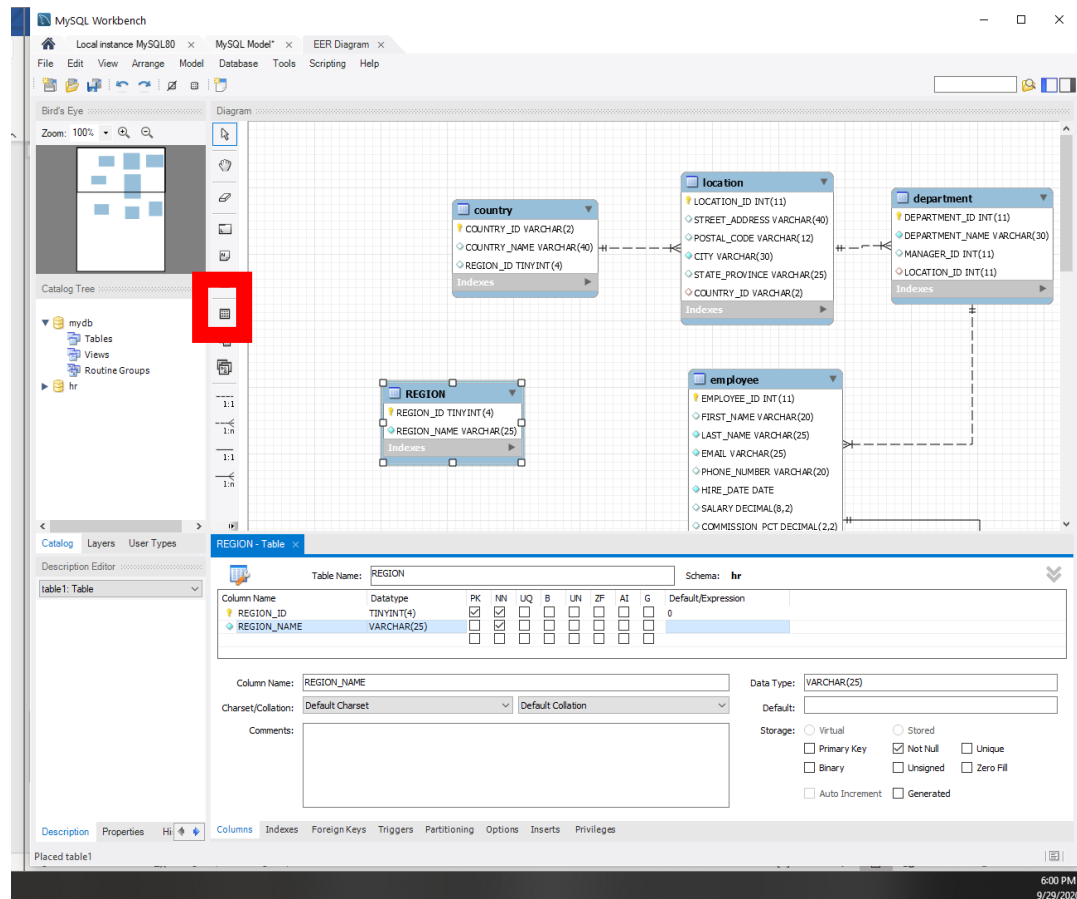 MySQL Workbench
Local instance MySQL80 × MySQL Model* × EER Diagram ×
File Edit View Arrange Model Database Tools Scripting Help
Bird's Eye
Zoom: 100%
Catalog Tree
mydb
Tables
Views
Routine Groups
hr
Catalog Layers User Types
Description Editor
table1: Table
Description Properties Hi
Diagram
1:1
1:n
1:1
1:n
country
COUNTRY_ID VARCHAR(2)
COUNTRY_NAME VARCHAR(40)
REGION_ID TINYINT(4)
Indexes
location
LOCATION_ID INT(11)
STREET_ADDRESS VARCHAR(40)
POSTAL_CODE VARCHAR(12)
CITY VARCHAR(30)
STATE_PROVINCE VARCHAR(25)
COUNTRY_ID VARCHAR(2)
Indexes
department
DEPARTMENT_ID INT(11)
DEPARTMENT_NAME VARCHAR(30)
MANAGER_ID INT(11)
LOCATION_ID INT(11)
Indexes
REGION
REGION_ID TINYINT(4)
REGION_NAME VARCHAR(25)
Indexes
employee
EMPLOYEE_ID INT(11)
FIRST_NAME VARCHAR(20)
LAST_NAME VARCHAR(25)
EMAIL VARCHAR(25)
PHONE_NUMBER VARCHAR(20)
HIRE_DATE DATE
SALARY DECIMAL(8,2)
COMMISSION_PCT DECIMAL(2,2)
REGION - Table ×
Table Name: REGION Schema: hr
Column Name Datatype PK NN UQ B UN ZF AI G Default/Expression
REGION_ID TINYINT(4) 0
REGION_NAME VARCHAR(25)
Column Name: REGION_NAME Data Type: VARCHAR(25)
Charset/Collation: Default Charset Default Collation Default:
Comments: Storage: Virtual Stored
Primary Key Not Null Unique
Binary Unsigned Zero Fill
Auto Increment Generated
Columns Indexes Foreign Keys Triggers Partitioning Options Inserts Privileges
Placed table1
6:00 PM
9/29/202